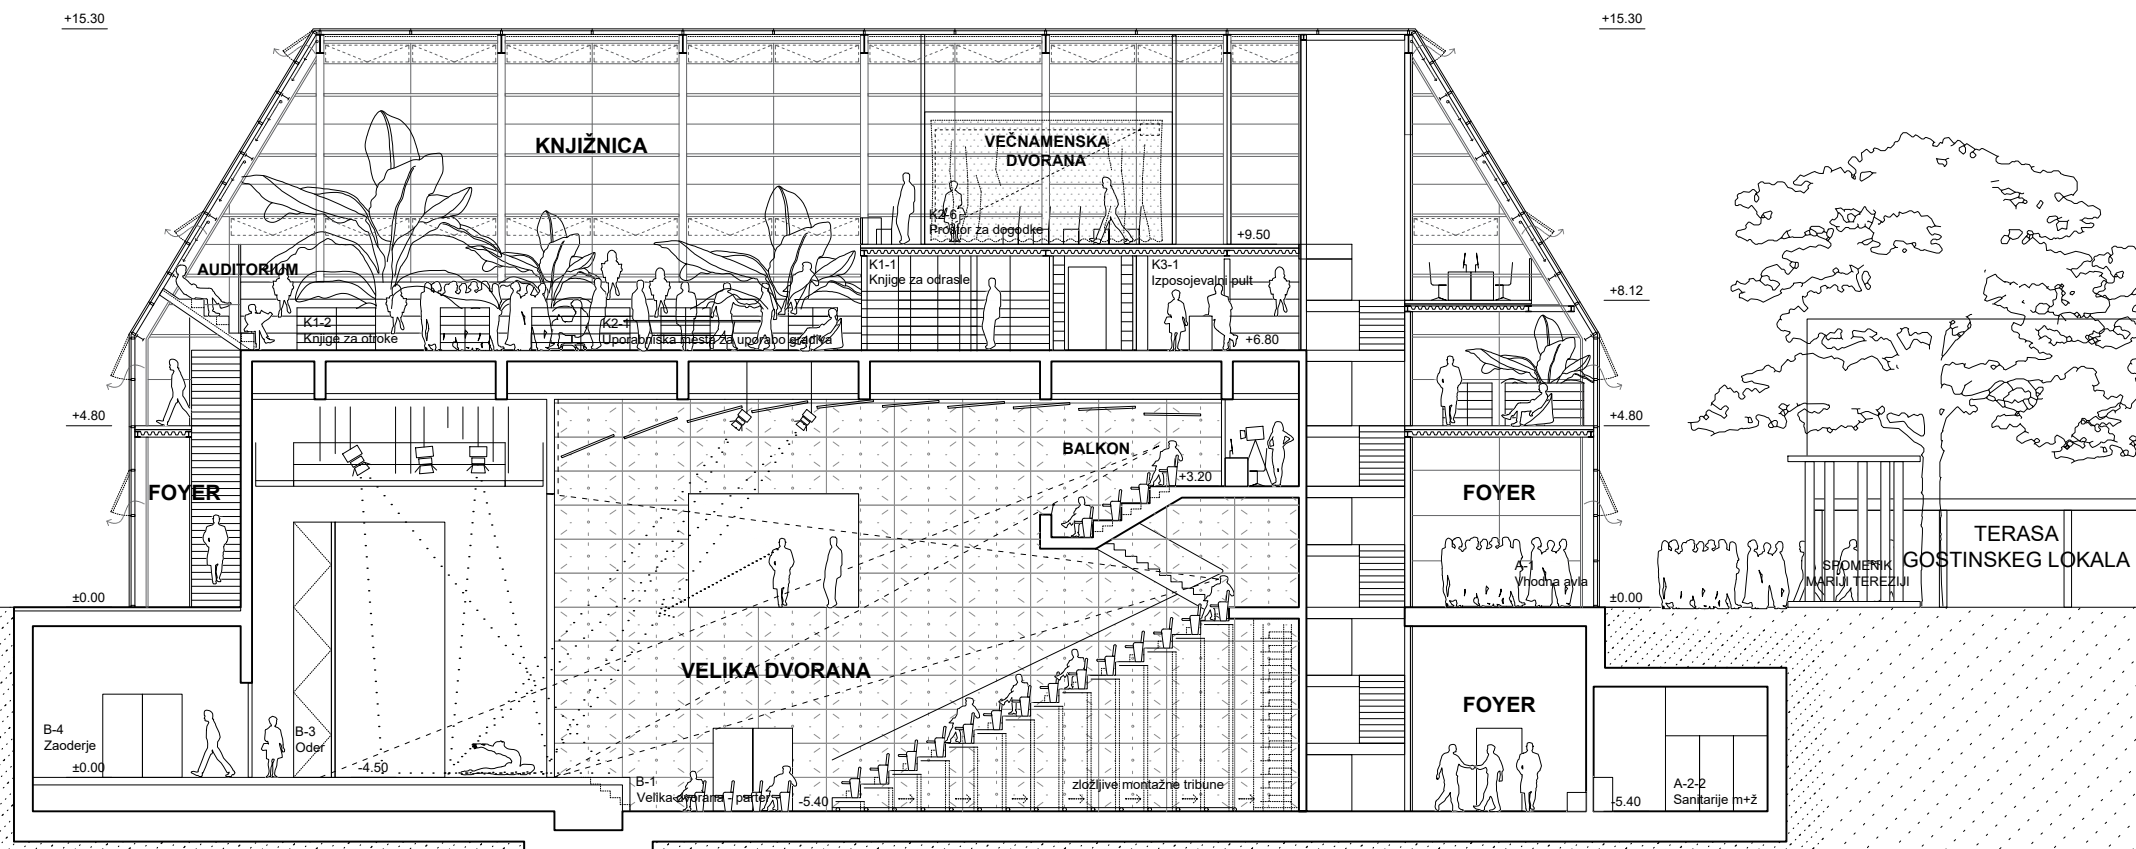 +15.30
+15.30
KNJIŽNICA
VEČNAMENSKA
DVORANA
K2-6
Prostor za dogodke
+9.50
AUDITORIUM
K1-1
Knjige za odrasle
K3-1
Izposojevalni pult
+8.12
K1-2
Knjige za otroke
K2-1
Uporabniška mesta za uporabo gradiva
+6.80
+4.80
+4.80
BALKON
+3.20
FOYER
FOYER
TERASA
GOSTINSKEGA LOKALA
A-1
Vhodna avla
SPOMENIK
MARIJI TEREZIJI
±0.00
±0.00
VELIKA DVORANA
FOYER
B-4
Zaoderje
B-3
Oder
±0.00
-4.50
B-1
Velika dvorana - parter
-5.40
zložljive montažne tribune
-5.40
A-2-2
Sanitarije m+ž